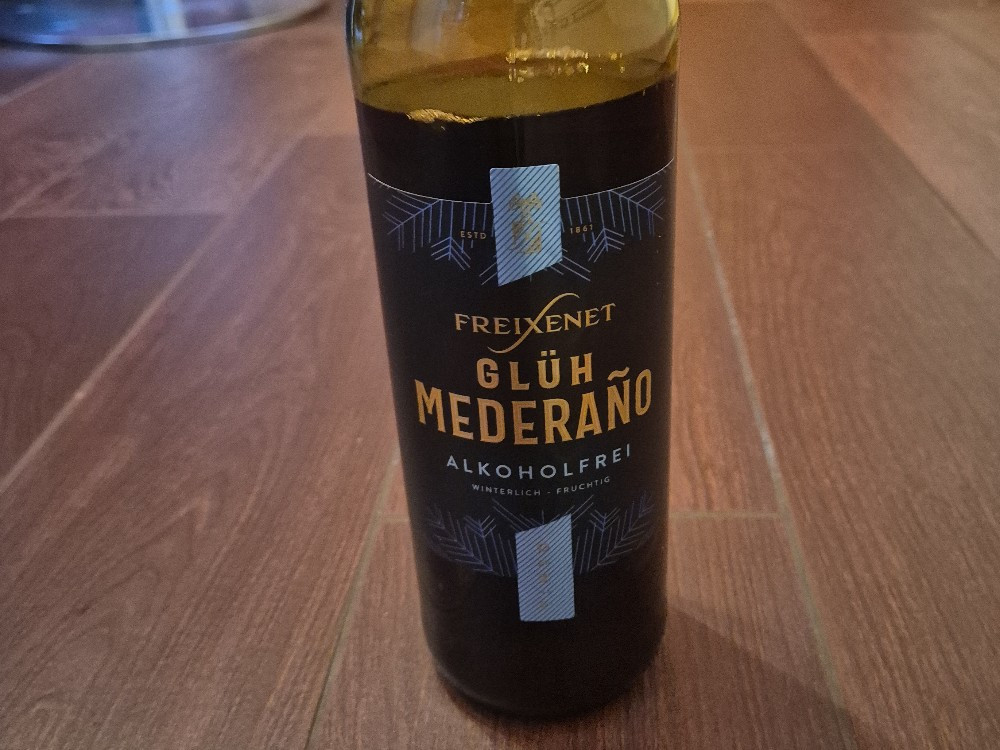 ESTD 1861
FREIXENET
GLÜH
MEDERAÑO
ALKOHOLFREI
WINTERLICH - FRUCHTIG